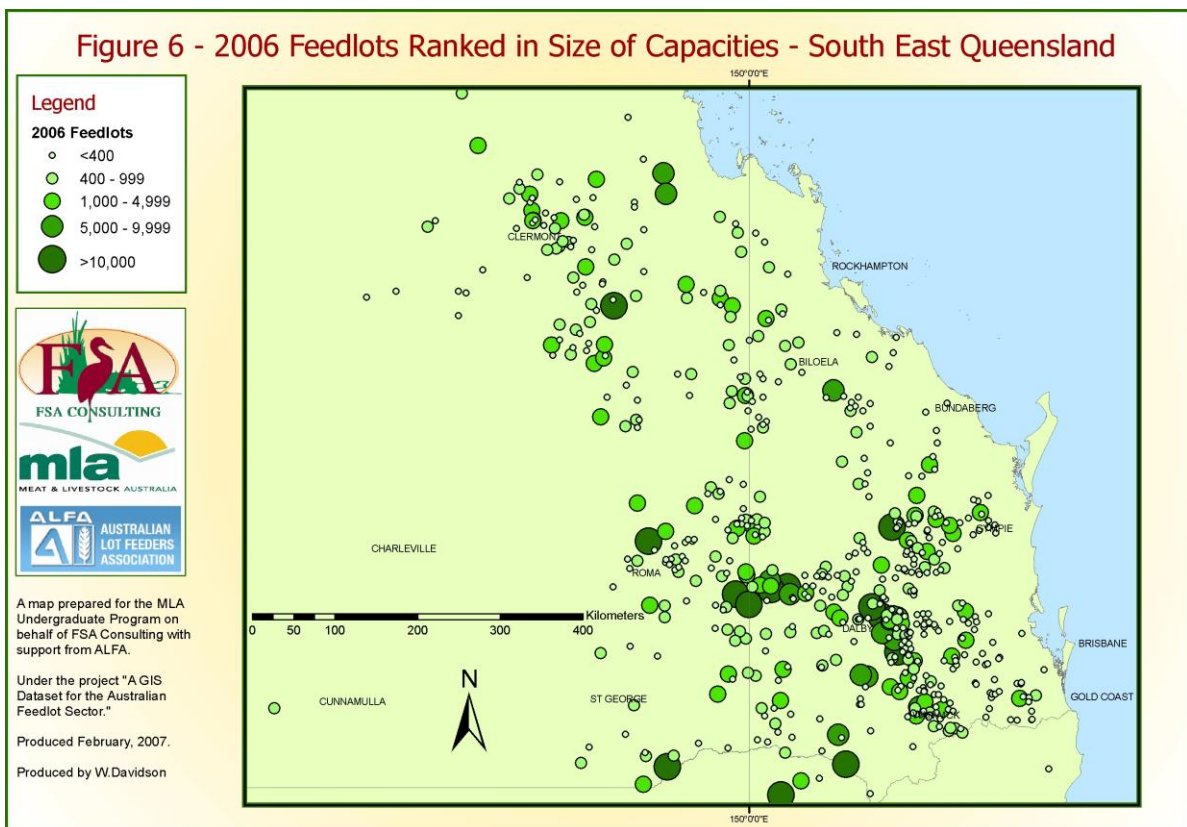 Figure 6 - 2006 Feedlots Ranked in Size of Capacities - South East Queensland
Legend
2006 Feedlots
<400
400 - 999
1,000 - 4,999
5,000 - 9,999
>10,000
FSA
FSA CONSULTING
mla
MEAT & LIVESTOCK AUSTRALIA
ALFA
AUSTRALIAN
LOT FEEDERS
ASSOCIATION
A map prepared for the MLA
Undergraduate Program on
behalf of FSA Consulting with
support from ALFA.
Under the project "A GIS
Dataset for the Australian
Feedlot Sector."
Produced February, 2007.
Produced by W.Davidson
150°0'0"E
CLERMONT
ROCKHAMPTON
BILOELA
BUNDABERG
GYMPIE
CHARLEVILLE
ROMA
Kilometers
0 50 100 200 300 400
DALBY
BRISBANE
N
CUNNAMULLA
ST GEORGE
GOLD COAST
WARWICK
150°0'0"E